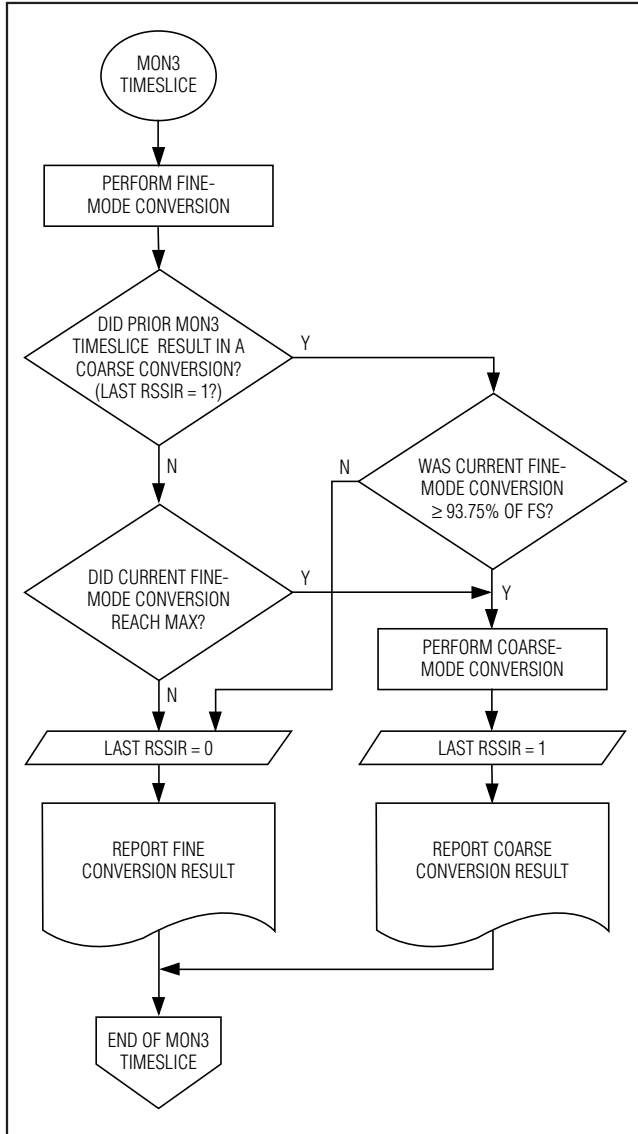 MON3
TIMESLICE
PERFORM FINE-
MODE CONVERSION
DID PRIOR MON3
TIMESLICE RESULT IN A
COARSE CONVERSION?
(LAST RSSIR = 1?)
Y
N
WAS CURRENT FINE-
MODE CONVERSION
≥ 93.75% OF FS?
N
Y
DID CURRENT FINE-
MODE CONVERSION
REACH MAX?
Y
N
PERFORM COARSE-
MODE CONVERSION
LAST RSSIR = 0
LAST RSSIR = 1
REPORT FINE
CONVERSION RESULT
REPORT COARSE
CONVERSION RESULT
END OF MON3
TIMESLICE